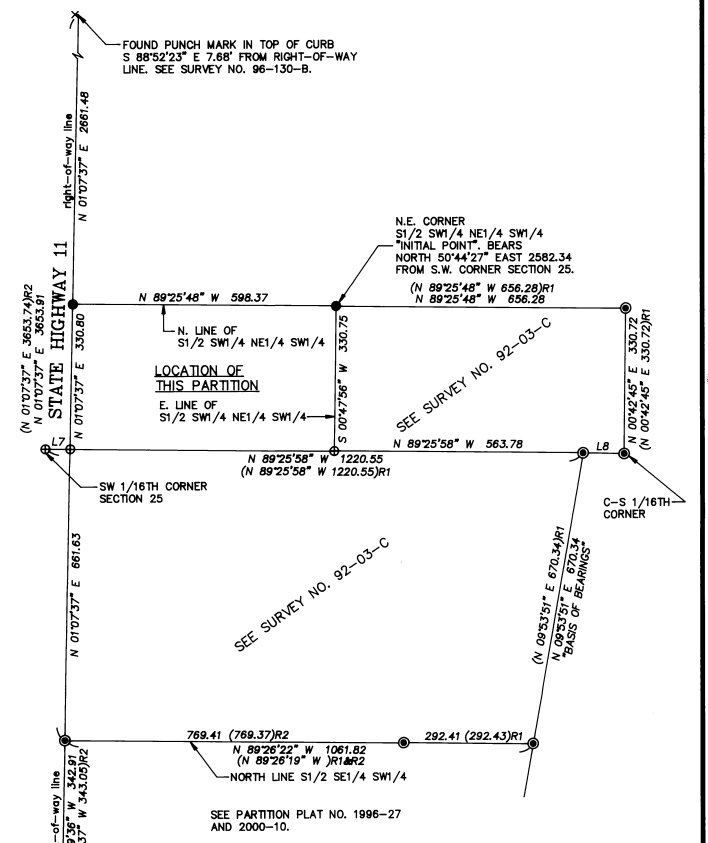 FOUND PUNCH MARK IN TOP OF CURB
S 88°52'23" E 7.68' FROM RIGHT-OF-WAY
LINE. SEE SURVEY NO. 96-130-B.
right-of-way line
N 01°07'37" E 2661.48
N.E. CORNER
S1/2 SW1/4 NE1/4 SW1/4
"INITIAL POINT". BEARS
NORTH 50°44'27" EAST 2582.34
FROM S.W. CORNER SECTION 25.
(N 89°25'48" W 656.28)R1
N 89°25'48" W 656.28
N 89°25'48" W 598.37
N. LINE OF
S1/2 SW1/4 NE1/4 SW1/4
(N 01°07'37" E 3653.74)R2
N 01°07'37" E 3653.91
STATE HIGHWAY 11
N 01°07'37" E 330.80
LOCATION OF
THIS PARTITION
E. LINE OF
S1/2 SW1/4 NE1/4 SW1/4
S 00°47'56" W 330.75
SEE SURVEY NO. 92-03-C
N 00°42'45" E 330.72
(N 00°42'45" E 330.72)R1
L7
N 89°25'58" W 1220.55
(N 89°25'58" W 1220.55)R1
N 89°25'58" W 563.78
L8
SW 1/16TH CORNER
SECTION 25
C-S 1/16TH
CORNER
N 01°07'37" E 661.63
SEE SURVEY NO. 92-03-C
(N 09°53'51" E 670.34)R1
N 09°53'51" E 670.34
"BASIS OF BEARINGS"
769.41 (769.37)R2
292.41 (292.43)R1
N 89°26'22" W 1061.82
(N 89°26'19" W )R1&R2
NORTH LINE S1/2 SE1/4 SW1/4
-of-way line
9'36" W 342.91
37" W 343.05)R2
SEE PARTITION PLAT NO. 1996-27
AND 2000-10.